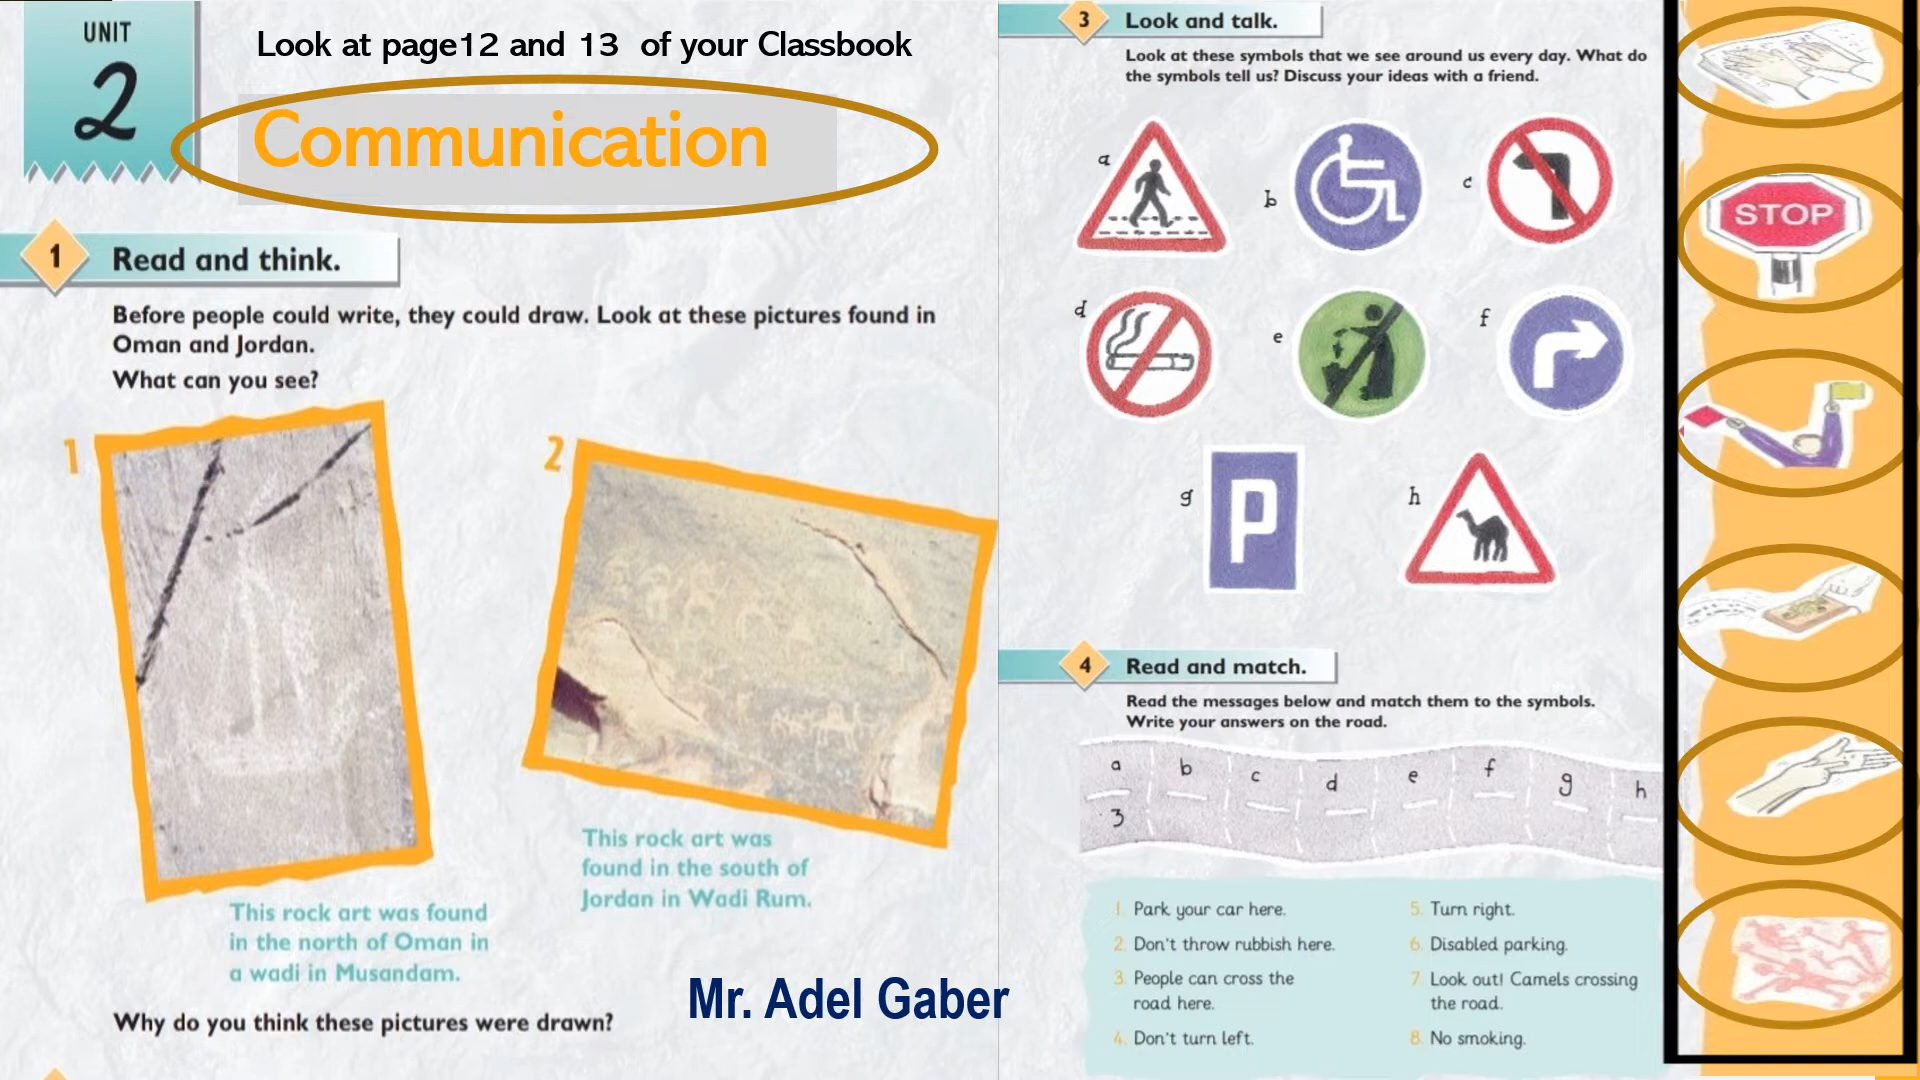 UNIT
2
Look at page12 and 13 of your Classbook
Communication
1 Read and think.
Before people could write, they could draw. Look at these pictures found in
Oman and Jordan.
What can you see?
1
2
This rock art was found
in the north of Oman in
a wadi in Musandam.
This rock art was
found in the south of
Jordan in Wadi Rum.
Why do you think these pictures were drawn?
Mr. Adel Gaber
3 Look and talk.
Look at these symbols that we see around us every day. What do
the symbols tell us? Discuss your ideas with a friend.
a
b
c
d
e
f
g
P
h
4 Read and match.
Read the messages below and match them to the symbols.
Write your answers on the road.
a b c d e f g h
3
1. Park your car here.
2. Don't throw rubbish here.
3. People can cross the
road here.
4. Don't turn left.
5. Turn right.
6. Disabled parking.
7. Look out! Camels crossing
the road.
8. No smoking.
STOP